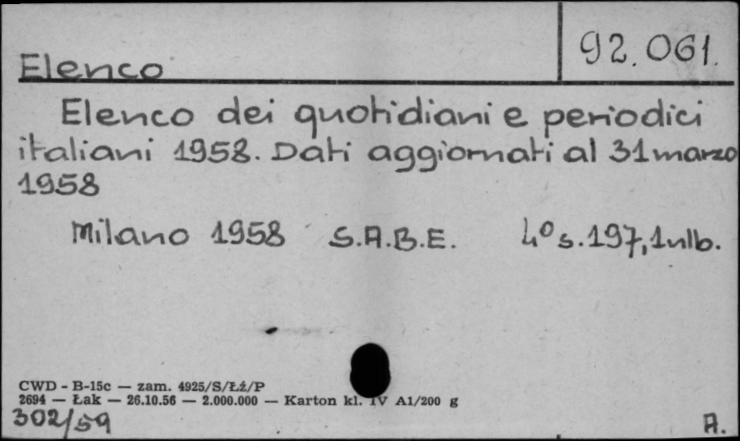 92.061.
Elenco
Elenco dei quotidiani e periodici
italiani 1958. Dati aggiornati al 31 marzo
1958
Milano 1958 S.A.B.E. 4° s. 197, 1 nlb.
CWD - B-15c — zam. 4925/S/Łż/P
2694 — Łak — 26.10.56 — 2.000.000 — Karton kl. IV A1/200 g
302/59
A.